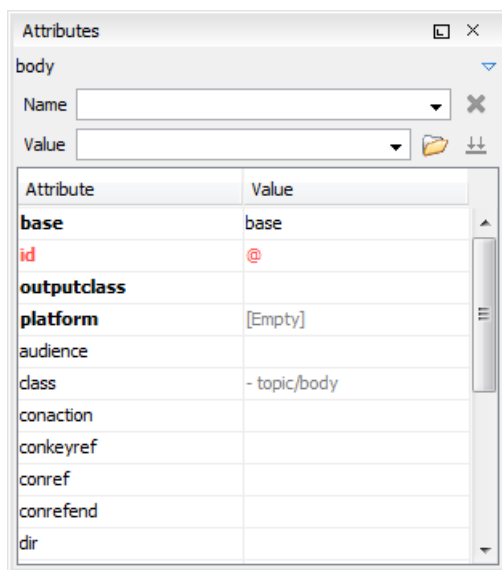 Attributes
body
Name
Value
Attribute Value
base base
id @
outputclass
platform [Empty]
audience
class - topic/body
conaction
conkeyref
conref
conrefend
dir